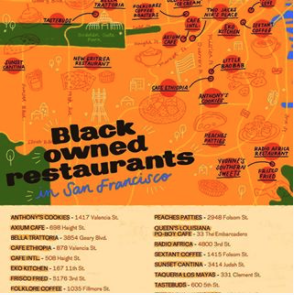 BELLA
TRATTORIA
FOLKLORE
COFFEE
ROASTERS
TASTEBUDS
TWO JACKS
NIK'S PLACE
EKO
KITCHEN
SEXTANT
COFFEE
NEW ERITREA
RESTAURANT
SUNSET
CANTINA
LITTLE
BAOBAB
CAFE ETHIOPIA
ANTHONY'S
COOKIES
Black
owned
restaurants
in San Francisco
PEACHES
PATTIES
YVONNE'S
SOUTHERN
SWEETZ
RADIO AFRICA
RESTAURANT
FRISCO
FRIED
ANTHONY'S COOKIES - 1417 Valencia St.
AXUM CAFE - 698 Haight St.
BELLA TRATTORIA - 3854 Geary Blvd.
CAFE ETHIOPIA - 878 Valencia St.
CAFE INTL - 508 Haight St.
EKO KITCHEN - 167 11th St.
FRISCO FRIED - 5176 3rd St.
FOLKLORE COFFEE - 1035 Fillmore St.
PEACHES PATTIES - 2948 Folsom St.
QUEEN'S LOUISIANA
PO-BOY CAFE - 33 The Embarcadero
RADIO AFRICA - 4800 3rd St.
SEXTANT COFFEE - 1415 Folsom St.
SUNSET CANTINA - 3414 Judah St.
TAQUERIA LOS MAYAS - 331 Clement St.
TASTEBUDS - 600 5th St.